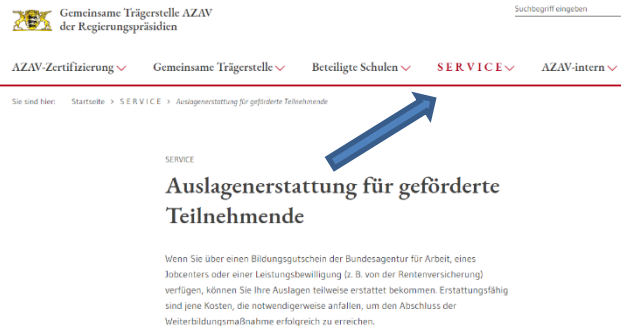 Gemeinsame Trägerstelle AZAV
der Regierungspräsidien
Suchbegriff eingeben
AZAV-Zertifizierung Gemeinsame Trägerstelle Beteiligte Schulen S E R V I C E AZAV-intern
Sie sind hier: Startseite > S E R V I C E > Auslagenerstattung für geförderte Teilnehmende
SERVICE
Auslagenerstattung für geförderte
Teilnehmende
Wenn Sie über einen Bildungsgutschein der Bundesagentur für Arbeit, eines
Jobcenters oder einer Leistungsbewilligung (z. B. von der Rentenversicherung)
verfügen, können Sie Ihre Auslagen teilweise erstattet bekommen. Erstattungsfähig
sind jene Kosten, die notwendigerweise anfallen, um den Abschluss der
Weiterbildungsmaßnahme erfolgreich zu erreichen.